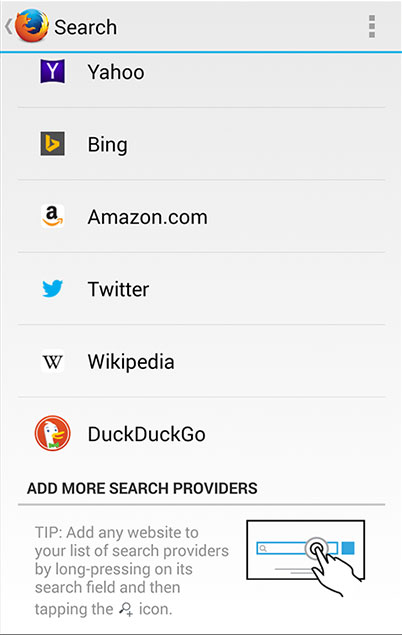 Search
Yahoo
Bing
Amazon.com
Twitter
Wikipedia
DuckDuckGo
ADD MORE SEARCH PROVIDERS
TIP: Add any website to
your list of search providers
by long-pressing on its
search field and then
tapping the icon.